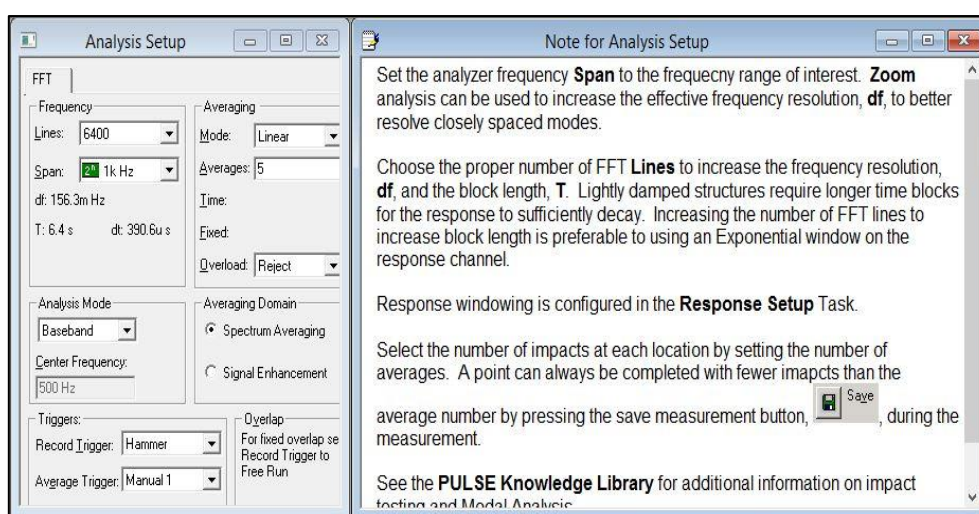 Analysis Setup
FFT
Frequency
Lines: 6400
Span: 2ⁿ 1k Hz
df: 156.3m Hz
T: 6.4 s dt: 390.6u s
Averaging
Mode: Linear
Averages: 5
Time:
Fixed:
Overload: Reject
Analysis Mode
Baseband
Center Frequency:
500 Hz
Averaging Domain
Spectrum Averaging
Signal Enhancement
Triggers:
Record Trigger: Hammer
Average Trigger: Manual 1
Overlap
For fixed overlap se
Record Trigger to
Free Run
Note for Analysis Setup
Set the analyzer frequency Span to the frequecny range of interest. Zoom
analysis can be used to increase the effective frequency resolution, df, to better
resolve closely spaced modes.
Choose the proper number of FFT Lines to increase the frequency resolution,
df, and the block length, T. Lightly damped structures require longer time blocks
for the response to sufficiently decay. Increasing the number of FFT lines to
increase block length is preferable to using an Exponential window on the
response channel.
Response windowing is configured in the Response Setup Task.
Select the number of impacts at each location by setting the number of
averages. A point can always be completed with fewer imapcts than the
average number by pressing the save measurement button, Save , during the
measurement.
See the PULSE Knowledge Library for additional information on impact
testing and Modal Analysis